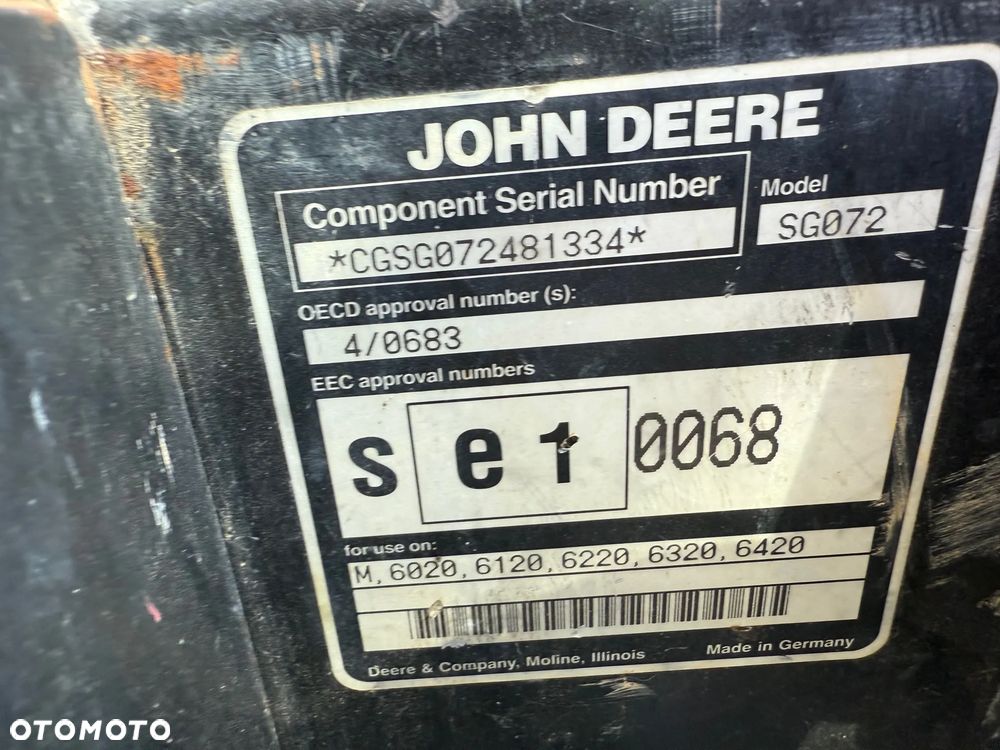 JOHN DEERE
Component Serial Number
*CGSG072481334*
Model
SG072
OECD approval number (s):
4/0683
EEC approval numbers
s e1 0068
for use on:
M,6020,6120,6220,6320,6420
Deere & Company, Moline, Illinois
Made in Germany
OTOMOTO